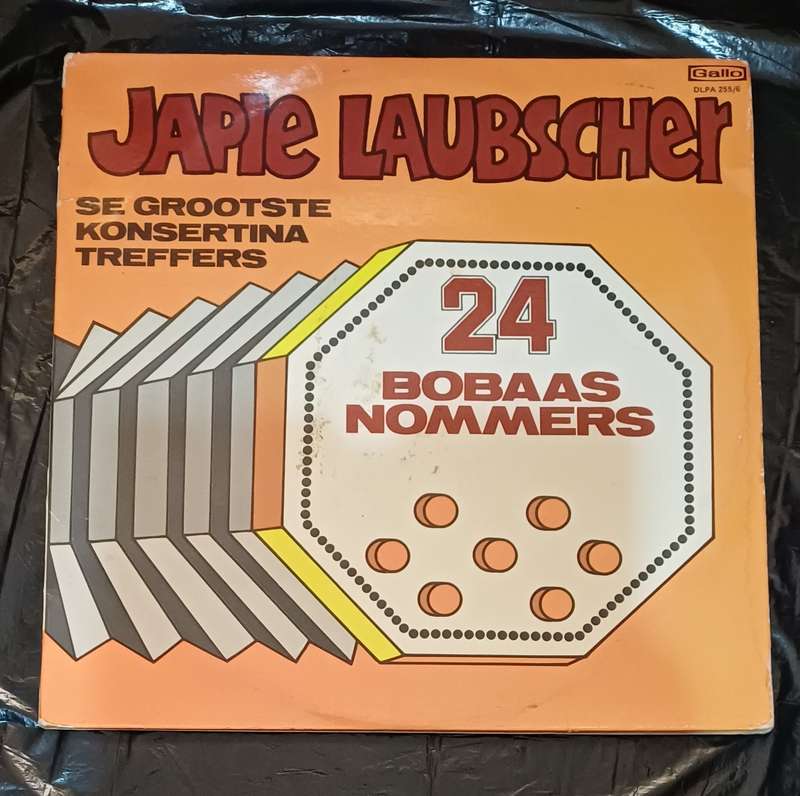 Gallo
DLPA 255/6
JAPIE LAUBSCHER
SE GROOTSTE
KONSERTINA
TREFFERS
24
BOBAAS
NOMMERS